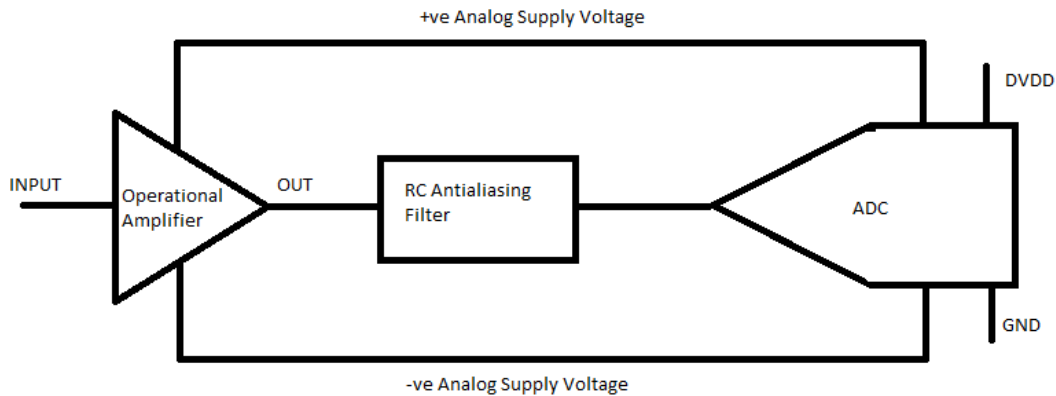 +ve Analog Supply Voltage
DVDD
INPUT
Operational
Amplifier
OUT
RC Antialiasing
Filter
ADC
GND
-ve Analog Supply Voltage